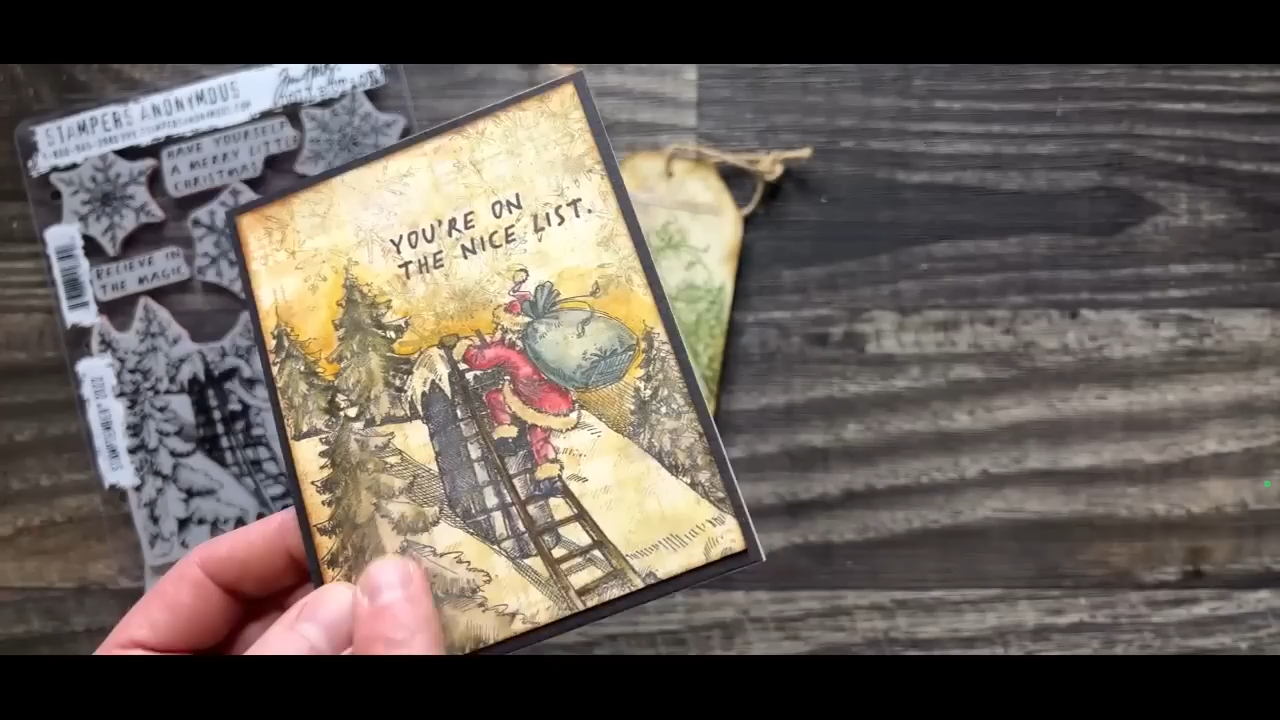 STAMPERS ANONYMOUS
HAVE YOURSELF
A MERRY LITTLE
CHRISTMAS
BELIEVE IN
THE MAGIC
YOU'RE ON
THE NICE LIST.